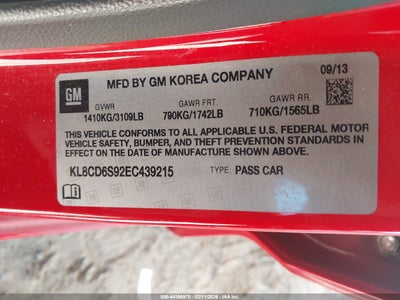 GM
MFD BY GM KOREA COMPANY
09/13
GVWR GAWR FRT. GAWR RR.
1410KG/3109LB 790KG/1742LB 710KG/1565LB
THIS VEHICLE CONFORMS TO ALL APPLICABLE U.S. FEDERAL MOTOR
VEHICLE SAFETY, BUMPER, AND THEFT PREVENTION STANDARDS IN
EFFECT ON THE DATE OF MANUFACTURE SHOWN ABOVE.
KL8CD6S92EC439215 TYPE: PASS CAR